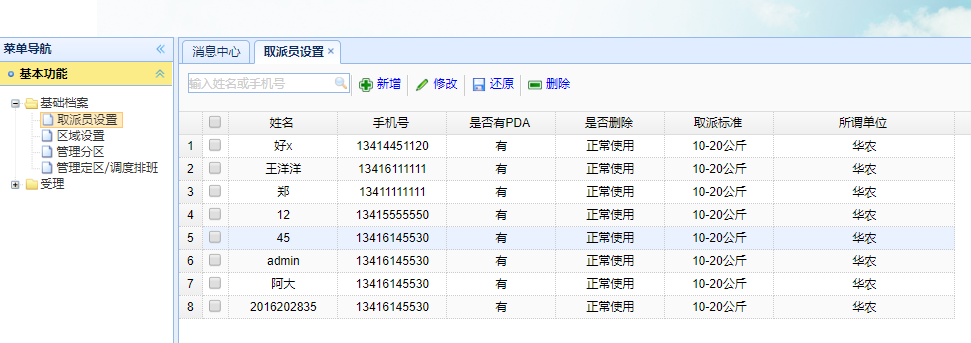 菜单导航
基本功能
基础档案
取派员设置
区域设置
管理分区
管理定区/调度排班
受理
消息中心 取派员设置
输入姓名或手机号 新增 修改 还原 删除
姓名 手机号 是否有PDA 是否删除 取派标准 所谓单位
1 好x 13414451120 有 正常使用 10-20公斤 华农
2 王洋洋 13416111111 有 正常使用 10-20公斤 华农
3 郑 13411111111 有 正常使用 10-20公斤 华农
4 12 13415555550 有 正常使用 10-20公斤 华农
5 45 13416145530 有 正常使用 10-20公斤 华农
6 admin 13416145530 有 正常使用 10-20公斤 华农
7 阿大 13416145530 有 正常使用 10-20公斤 华农
8 2016202835 13416145530 有 正常使用 10-20公斤 华农